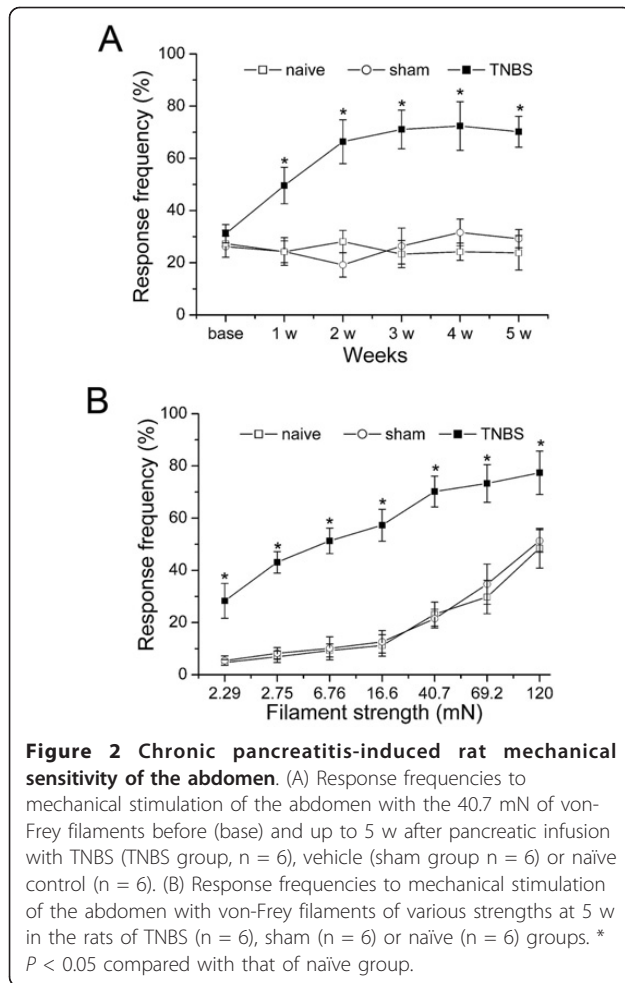 A
naive sham TNBS
Response frequency (%)
100
80
60
40
20
0
* * * * *
base 1 w 2 w 3 w 4 w 5 w
Weeks
B
naive sham TNBS
Response frequency (%)
100
80
60
40
20
0
* * * * * * *
2.29 2.75 6.76 16.6 40.7 69.2 120
Filament strength (mN)
Figure 2 Chronic pancreatitis-induced rat mechanical
sensitivity of the abdomen. (A) Response frequencies to
mechanical stimulation of the abdomen with the 40.7 mN of von-
Frey filaments before (base) and up to 5 w after pancreatic infusion
with TNBS (TNBS group, n = 6), vehicle (sham group n = 6) or naïve
control (n = 6). (B) Response frequencies to mechanical stimulation
of the abdomen with von-Frey filaments of various strengths at 5 w
in the rats of TNBS (n = 6), sham (n = 6) or naïve (n = 6) groups. *
P < 0.05 compared with that of naïve group.